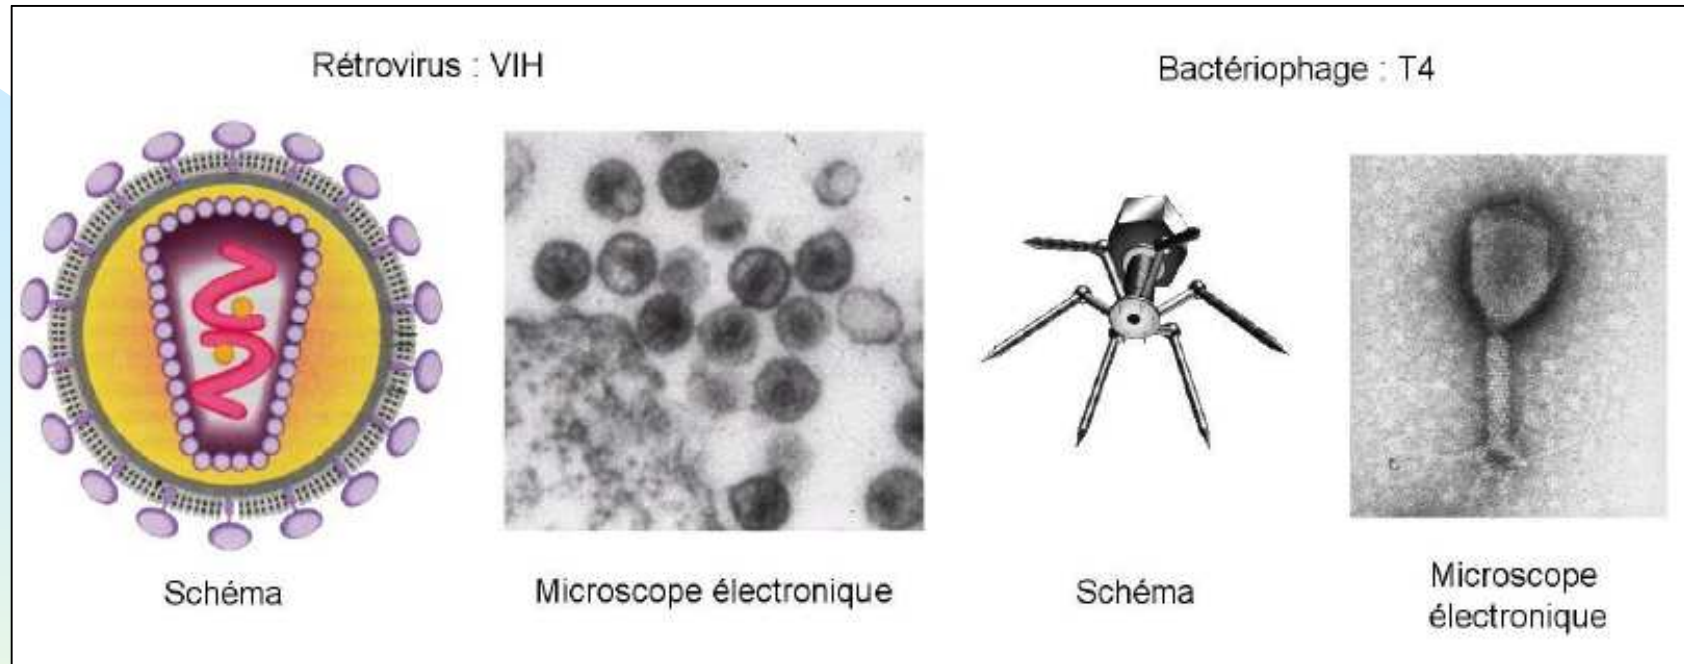 Rétrovirus : VIH
Bactériophage : T4
Schéma
Microscope électronique
Schéma
Microscope
électronique